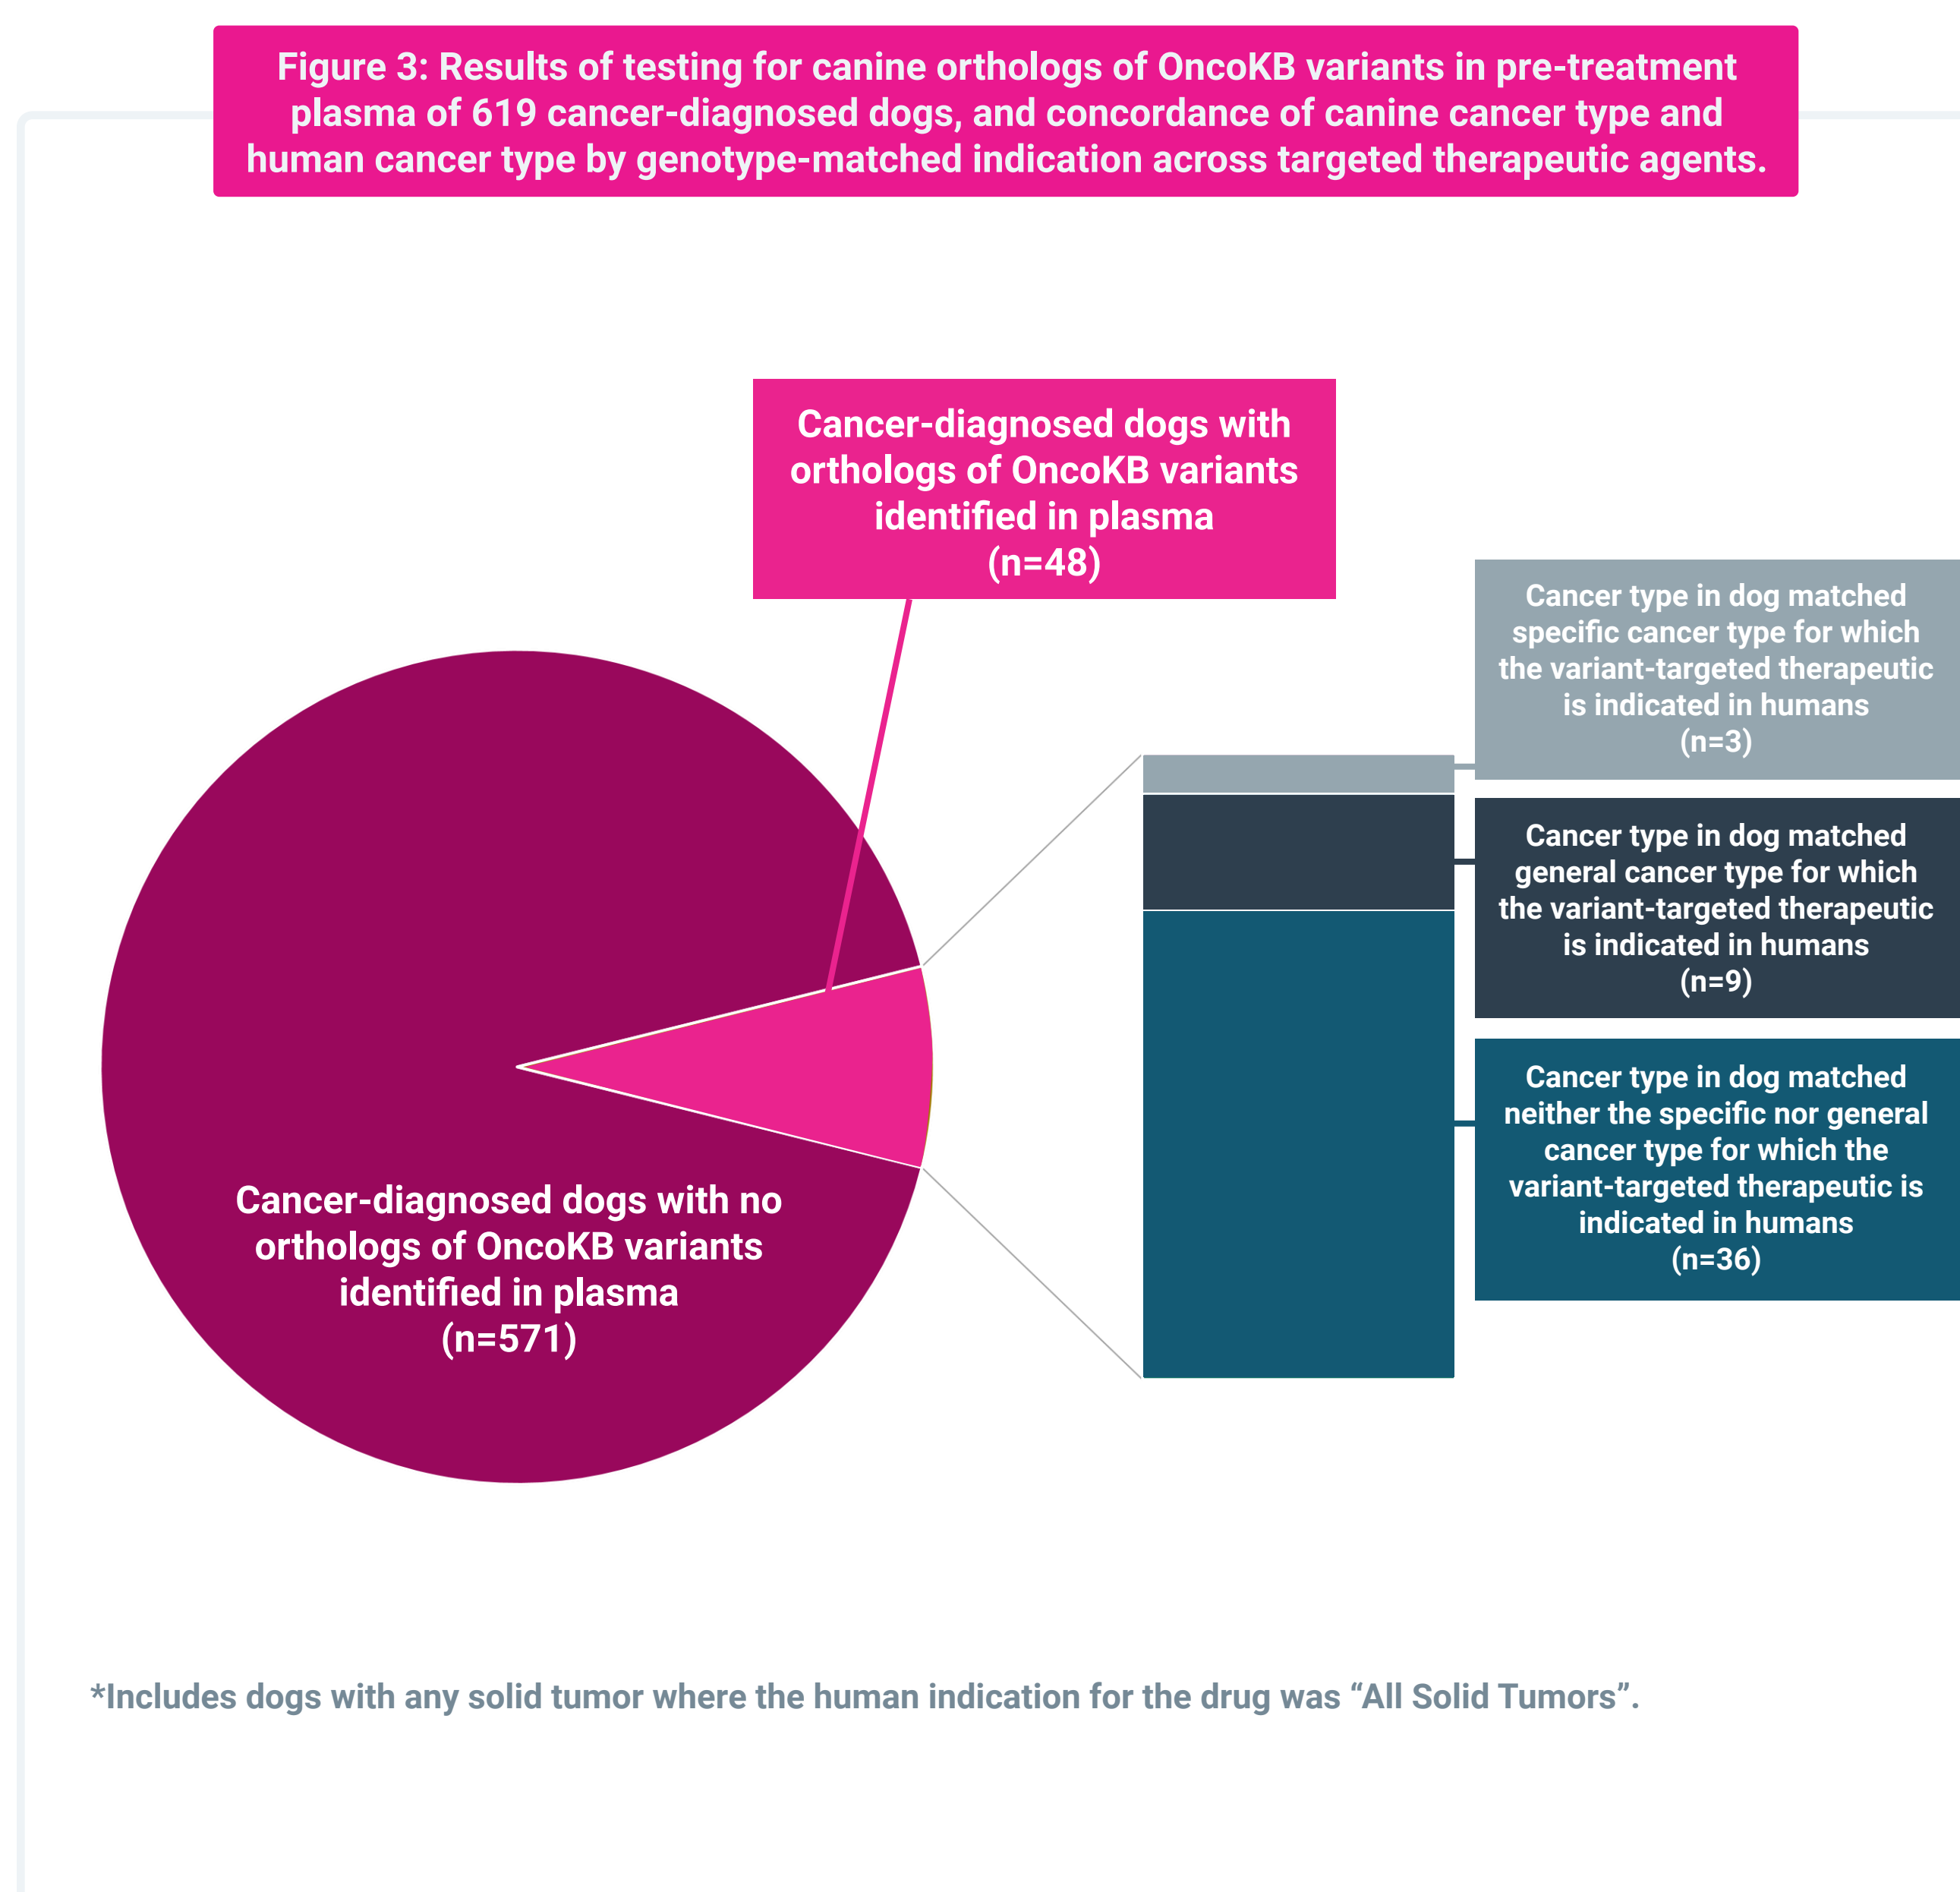 Figure 3: Results of testing for canine orthologs of OncoKB variants in pre-treatment
plasma of 619 cancer-diagnosed dogs, and concordance of canine cancer type and
human cancer type by genotype-matched indication across targeted therapeutic agents.
Cancer-diagnosed dogs with
orthologs of OncoKB variants
identified in plasma
(n=48)
Cancer type in dog matched
specific cancer type for which
the variant-targeted therapeutic
is indicated in humans
(n=3)
Cancer type in dog matched
general cancer type for which
the variant-targeted therapeutic
is indicated in humans
(n=9)
Cancer type in dog matched
neither the specific nor general
cancer type for which the
variant-targeted therapeutic is
indicated in humans
(n=36)
Cancer-diagnosed dogs with no
orthologs of OncoKB variants
identified in plasma
(n=571)
*Includes dogs with any solid tumor where the human indication for the drug was “All Solid Tumors”.